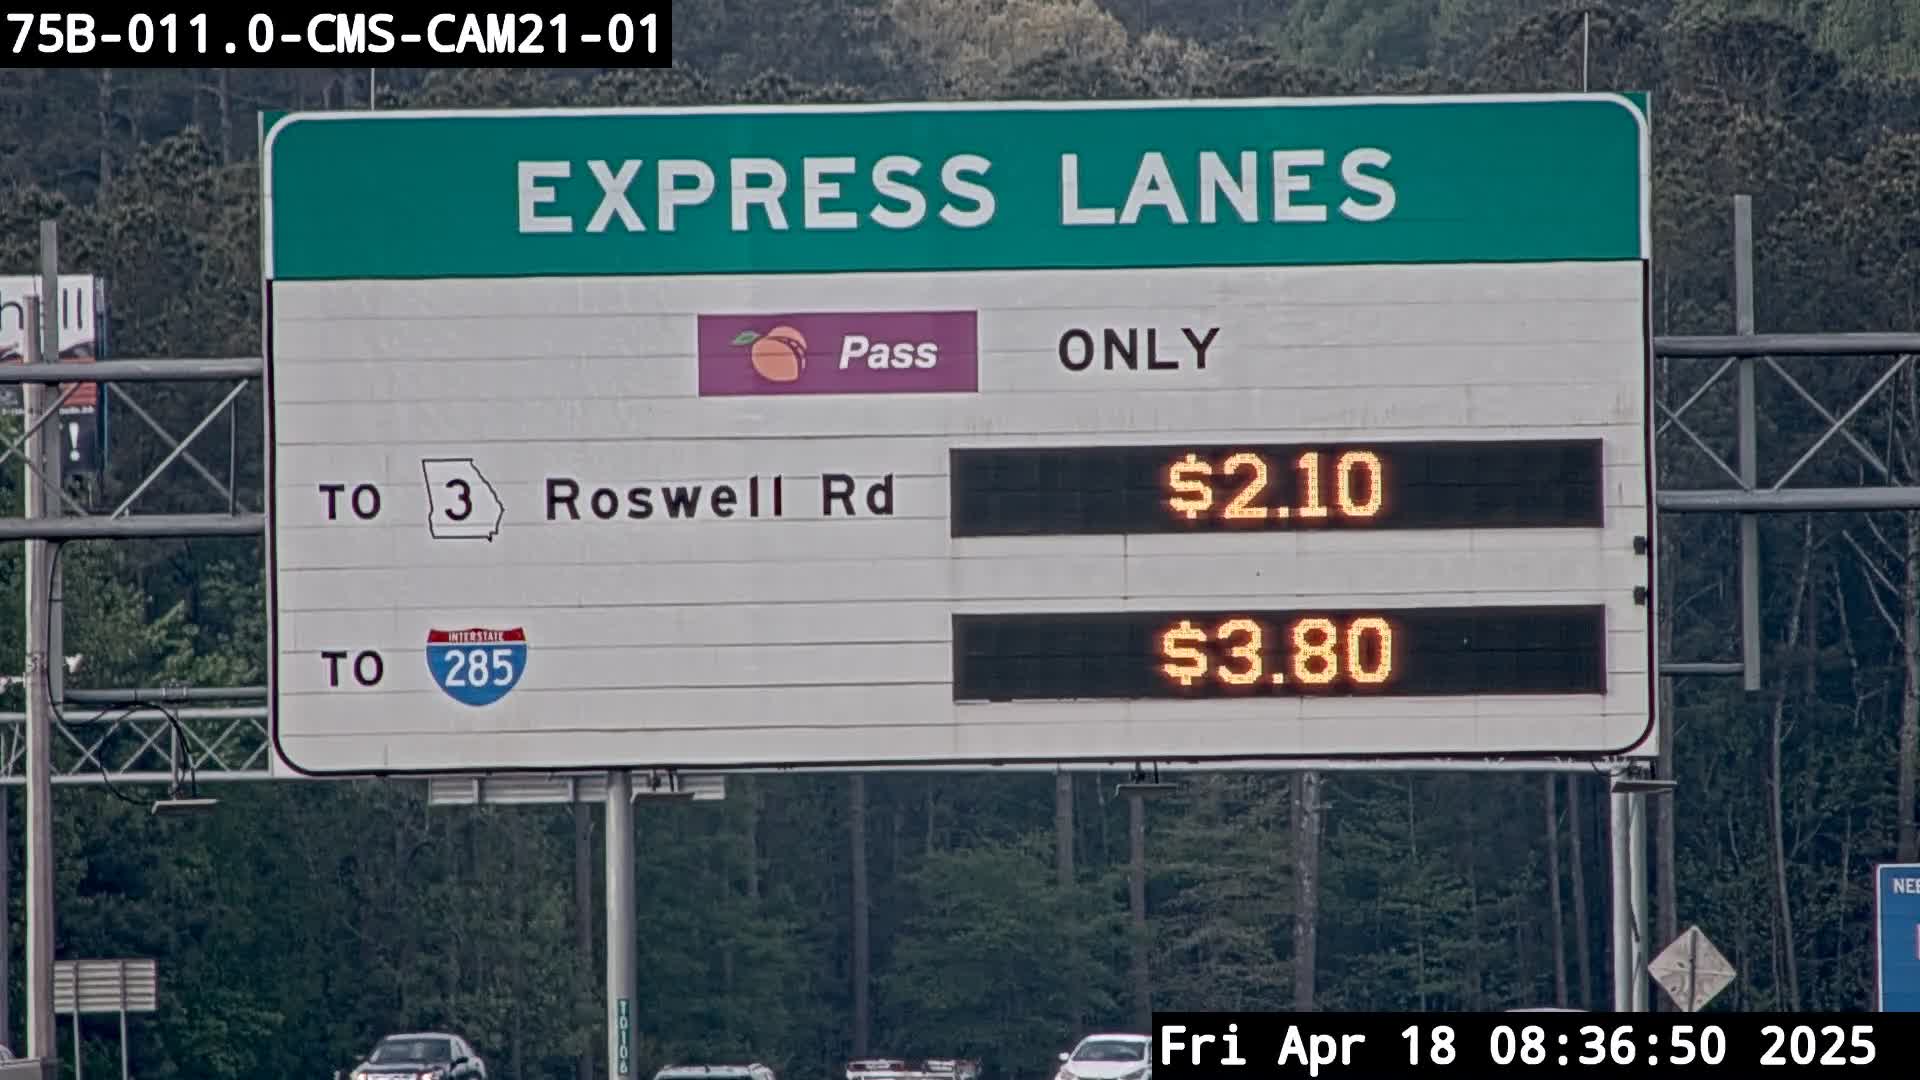 75B-011.0-CMS-CAM21-01
EXPRESS LANES
Pass ONLY
TO 3 Roswell Rd $2.10
TO INTERSTATE 285 $3.80
!
Fri Apr 18 08:36:50 2025